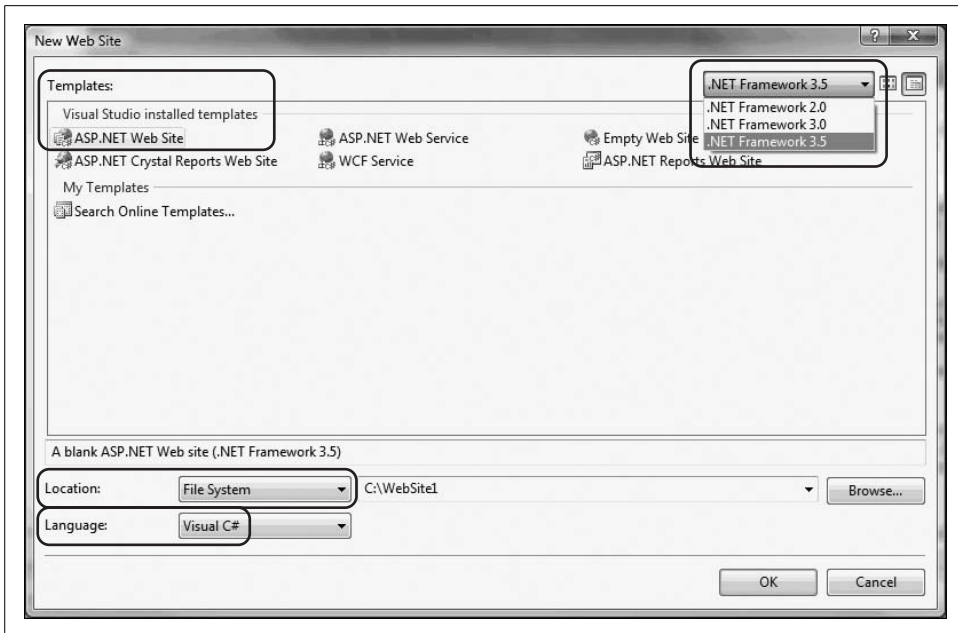 New Web Site
? X
Templates:
.NET Framework 3.5
.NET Framework 2.0
.NET Framework 3.0
.NET Framework 3.5
Visual Studio installed templates
ASP.NET Web Site
ASP.NET Web Service
Empty Web Site
ASP.NET Crystal Reports Web Site
WCF Service
ASP.NET Reports Web Site
My Templates
Search Online Templates...
A blank ASP.NET Web site (.NET Framework 3.5)
Location:
File System
C:\WebSite1
Browse...
Language:
Visual C#
OK
Cancel